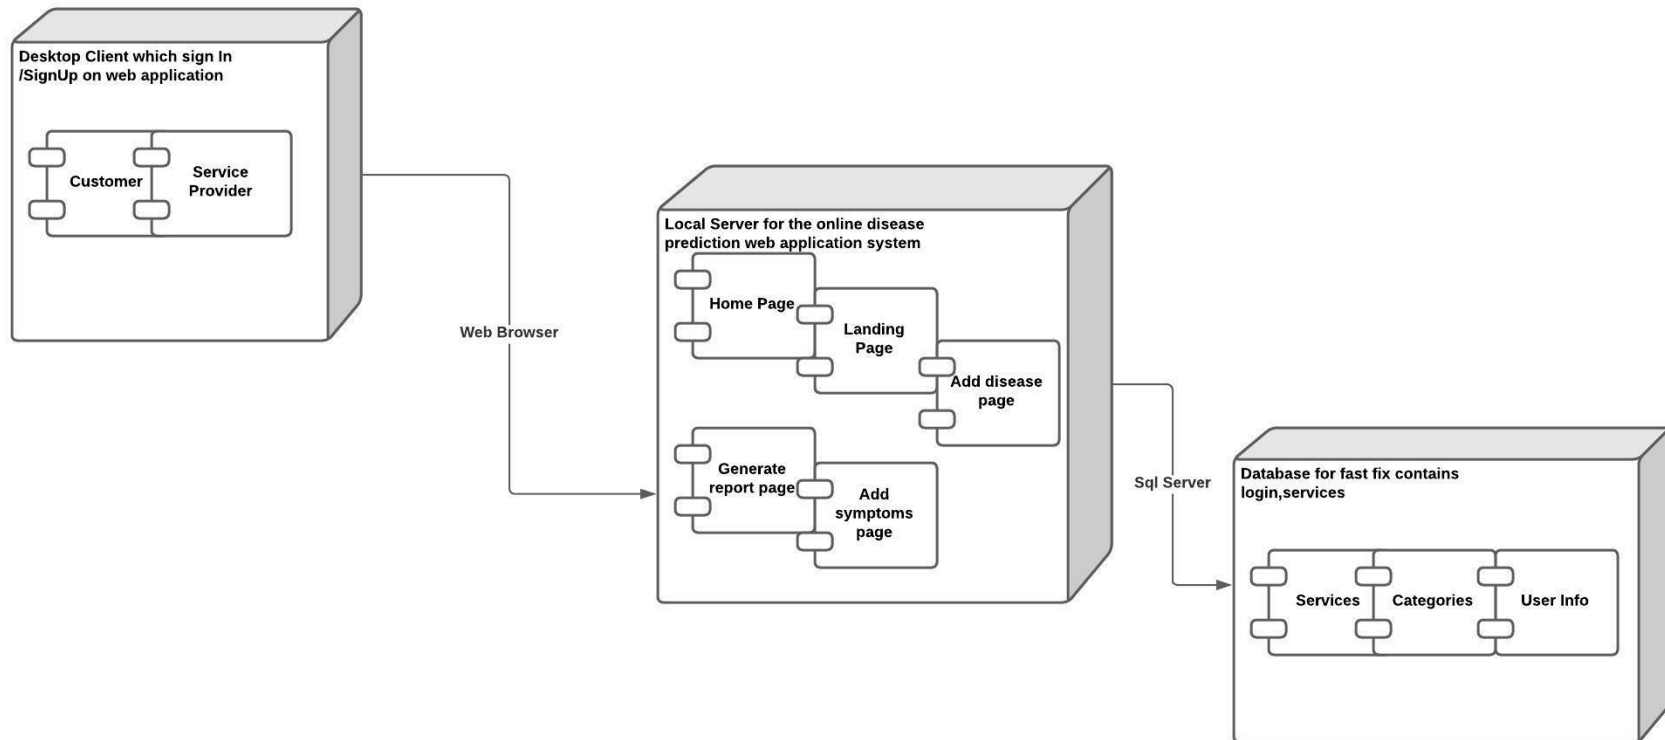 Desktop Client which sign In
/SignUp on web application
Customer
Service
Provider
Web Browser
Local Server for the online disease
prediction web application system
Home Page
Landing
Page
Add disease
page
Generate
report page
Add
symptoms
page
Sql Server
Database for fast fix contains
login,services
Services
Categories
User Info